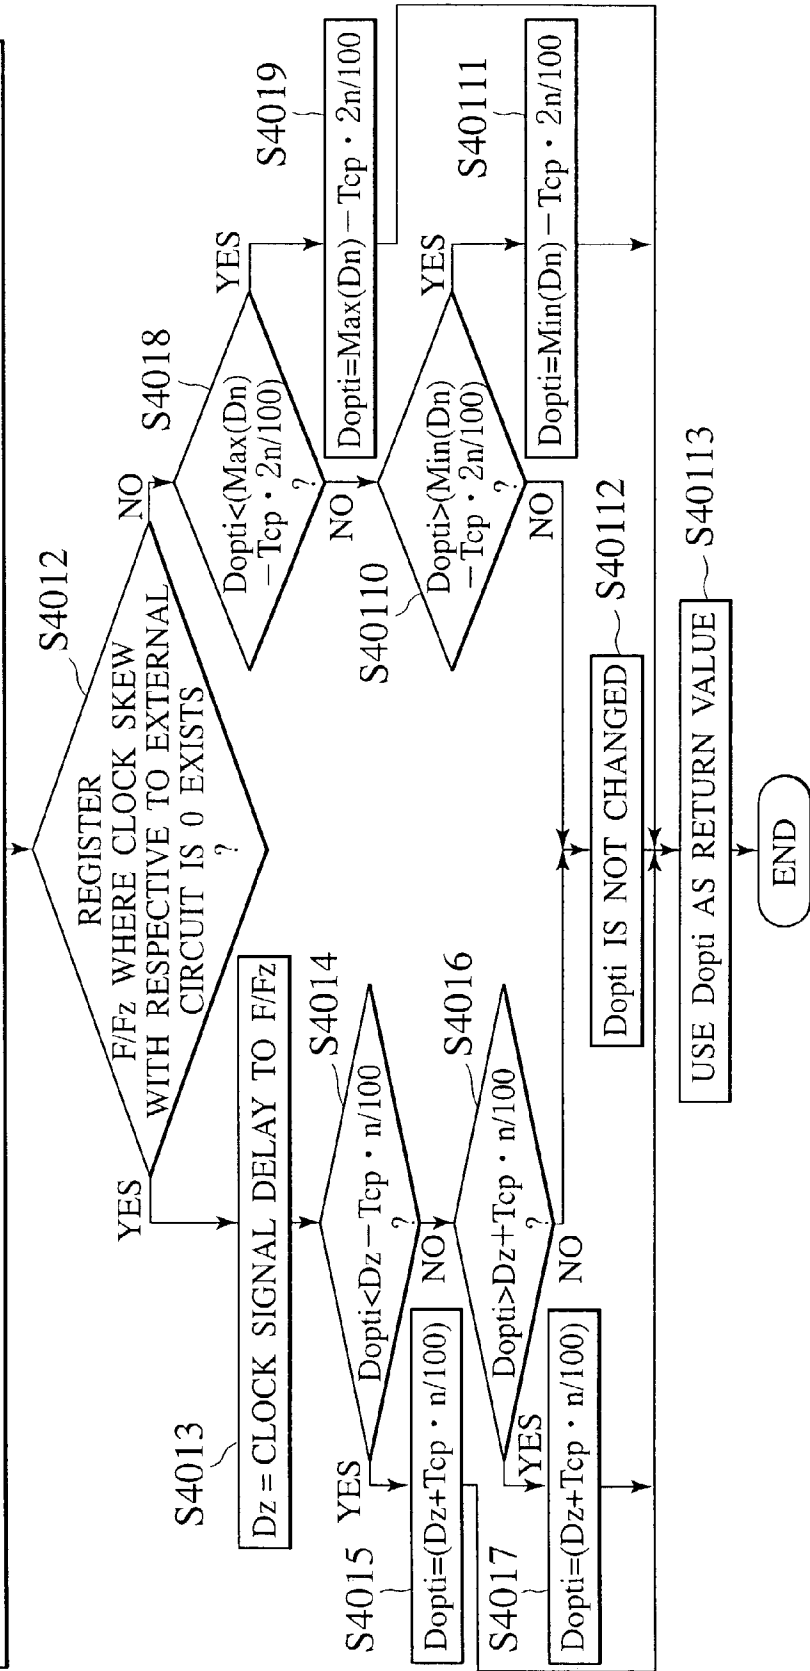 S4012
REGISTER
F/Fz WHERE CLOCK SKEW
WITH RESPECTIVE TO EXTERNAL
CIRCUIT IS 0 EXISTS
?
YES
NO
S4013
Dz = CLOCK SIGNAL DELAY TO F/Fz
S4014
Dopti<Dz－Tcp・n/100
?
YES
NO
S4015
Dopti=(Dz+Tcp・n/100)
S4016
Dopti>Dz+Tcp・n/100
?
YES
NO
S4017
Dopti=(Dz+Tcp・n/100)
S4018
Dopti<(Max(Dn)
－Tcp・2n/100)
?
YES
NO
S4019
Dopti=Max(Dn)－Tcp・2n/100
S40110
Dopti>(Min(Dn)
－Tcp・2n/100)
?
YES
NO
S40111
Dopti=Min(Dn)－Tcp・2n/100
S40112
Dopti IS NOT CHANGED
S40113
USE Dopti AS RETURN VALUE
END